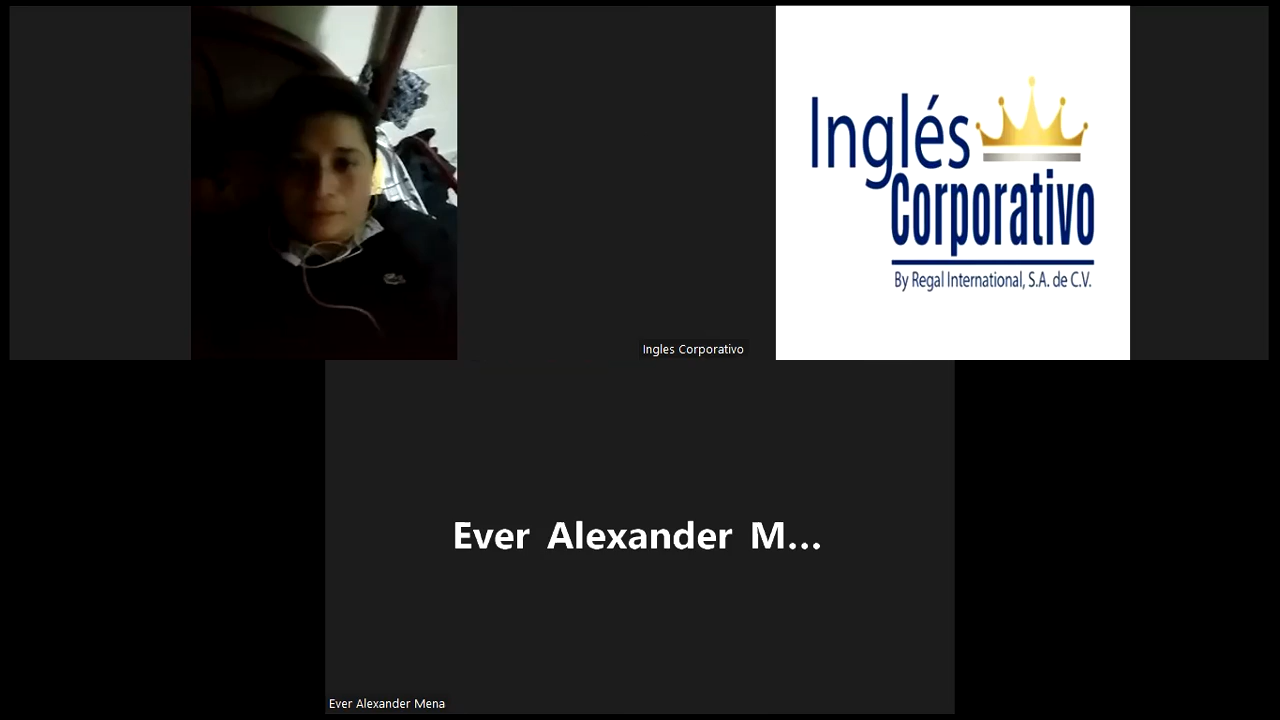 Inglés
Corporativo
By Regal International, S.A. de C.V.
Ingles Corporativo
Ever Alexander M...
Ever Alexander Mena